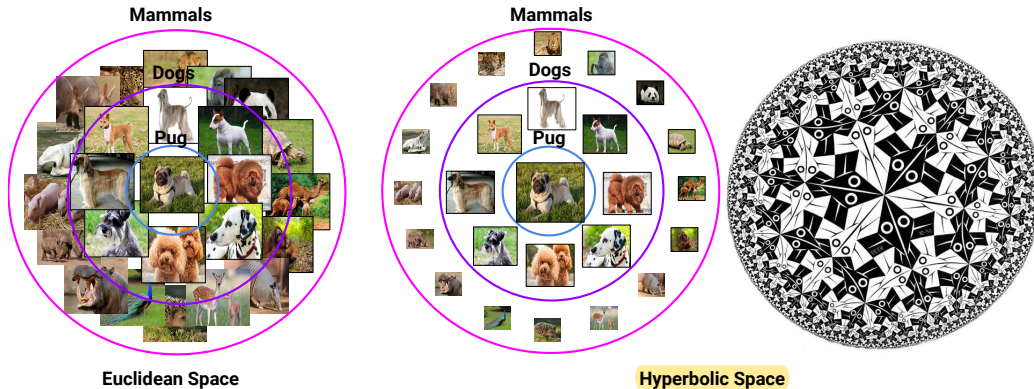 Mammals
Dogs
Pug
Euclidean Space
Mammals
Dogs
Pug
Hyperbolic Space